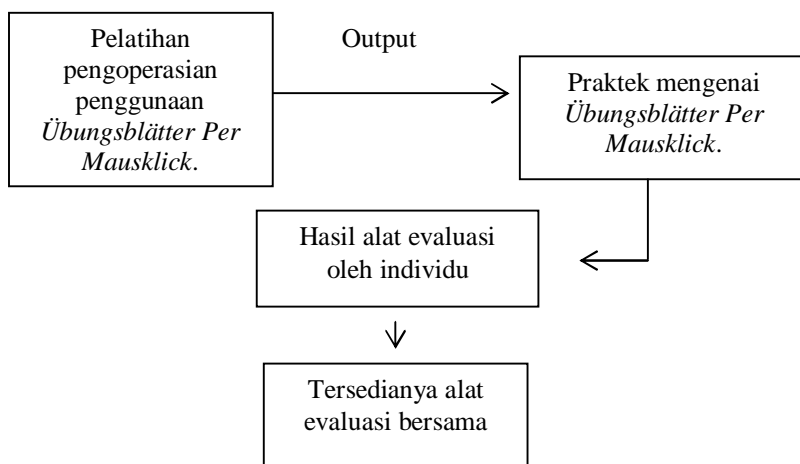 Pelatihan
pengoperasian
penggunaan
Übungsblätter Per
Mausklick.
Output
Praktek mengenai
Übungsblätter Per
Mausklick.
Hasil alat evaluasi
oleh individu
Tersedianya alat
evaluasi bersama